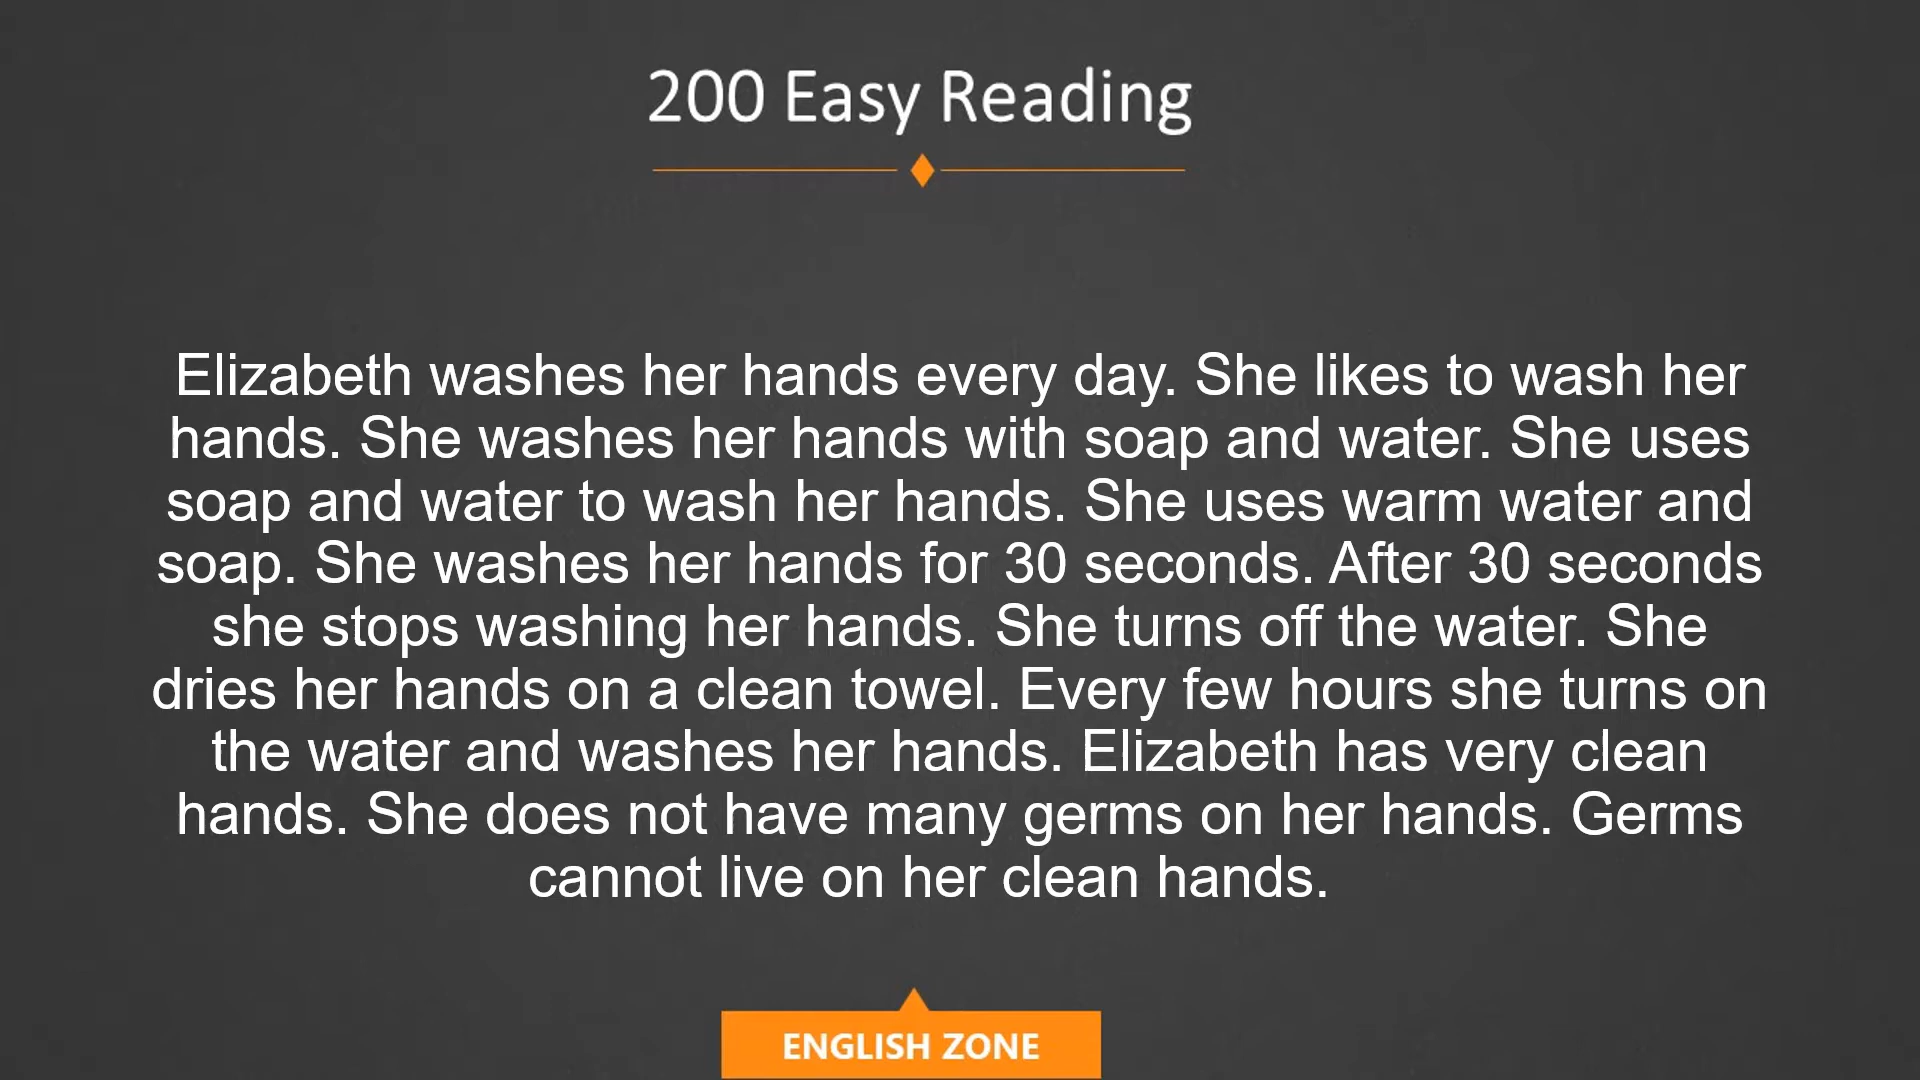 200 Easy Reading
Elizabeth washes her hands every day. She likes to wash her
hands. She washes her hands with soap and water. She uses
soap and water to wash her hands. She uses warm water and
soap. She washes her hands for 30 seconds. After 30 seconds
she stops washing her hands. She turns off the water. She
dries her hands on a clean towel. Every few hours she turns on
the water and washes her hands. Elizabeth has very clean
hands. She does not have many germs on her hands. Germs
cannot live on her clean hands.
ENGLISH ZONE